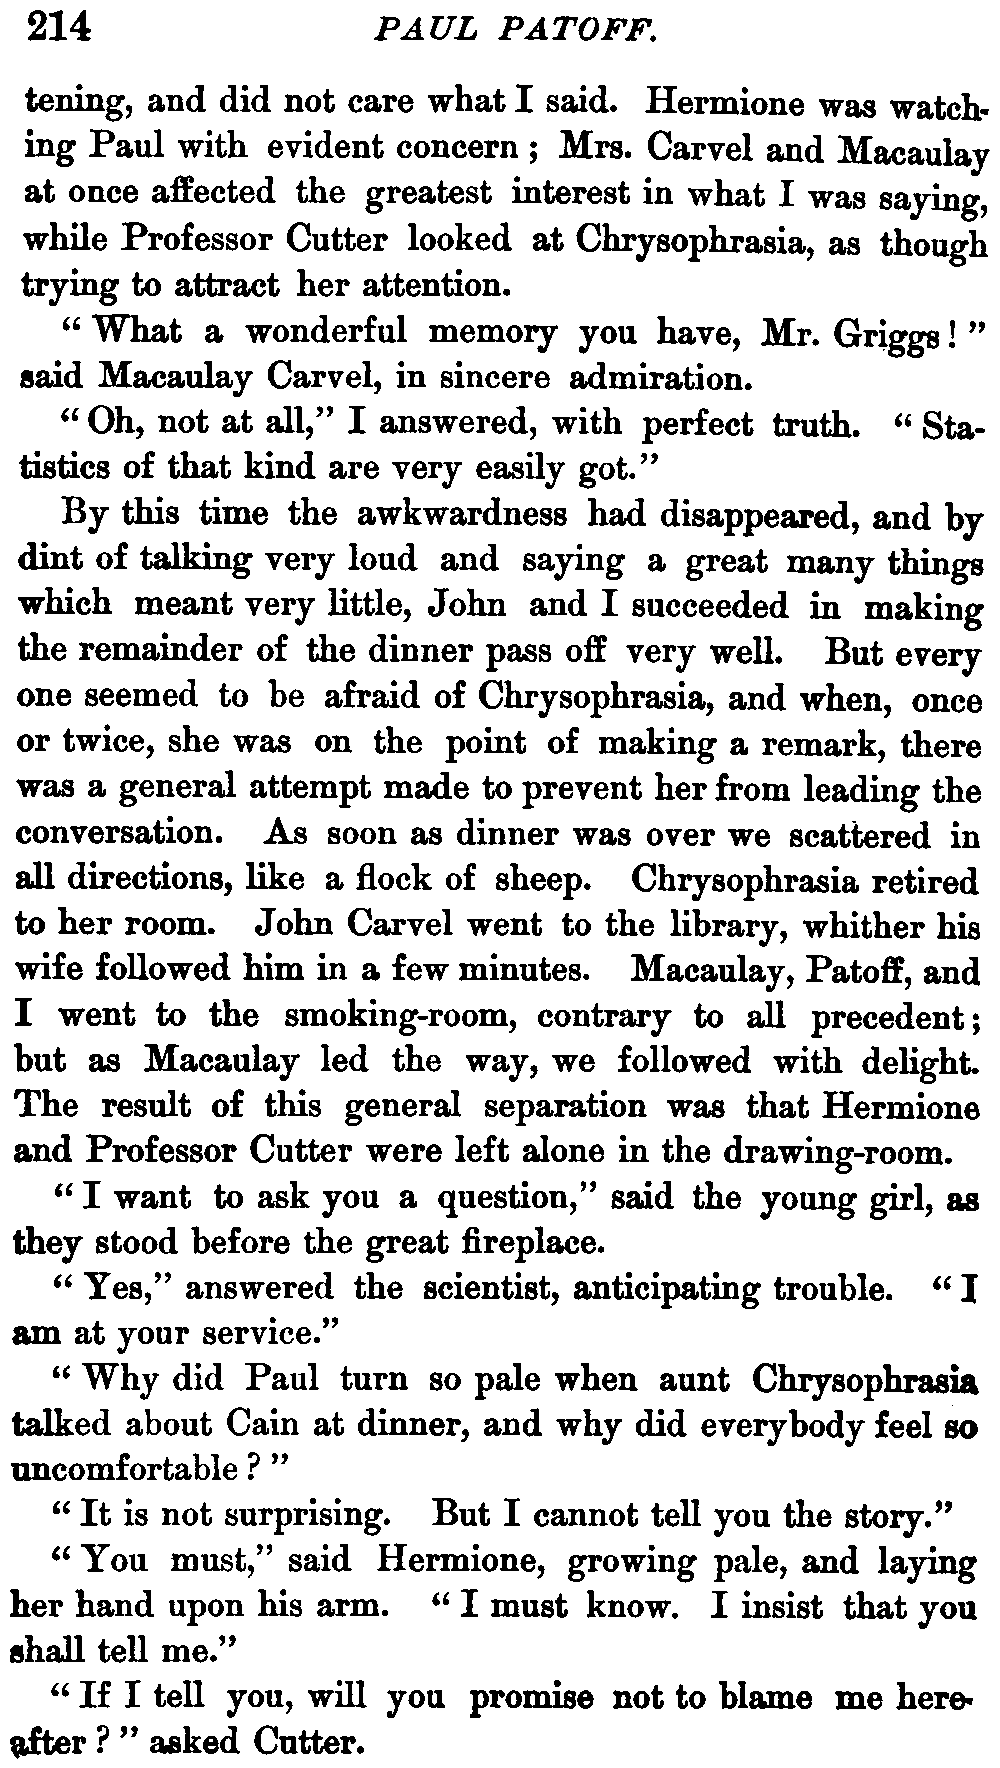 214 PAUL PATOFF.
tening, and did not care what I said. Hermione was watch-
ing Paul with evident concern; Mrs. Carvel and Macaulay
at once affected the greatest interest in what I was saying,
while Professor Cutter looked at Chrysophrasia, as though
trying to attract her attention.
"What a wonderful memory you have, Mr. Griggs!"
said Macaulay Carvel, in sincere admiration.
"Oh, not at all," I answered, with perfect truth. "Sta-
tistics of that kind are very easily got."
By this time the awkwardness had disappeared, and by
dint of talking very loud and saying a great many things
which meant very little, John and I succeeded in making
the remainder of the dinner pass off very well. But every
one seemed to be afraid of Chrysophrasia, and when, once
or twice, she was on the point of making a remark, there
was a general attempt made to prevent her from leading the
conversation. As soon as dinner was over we scattered in
all directions, like a flock of sheep. Chrysophrasia retired
to her room. John Carvel went to the library, whither his
wife followed him in a few minutes. Macaulay, Patoff, and
I went to the smoking-room, contrary to all precedent;
but as Macaulay led the way, we followed with delight.
The result of this general separation was that Hermione
and Professor Cutter were left alone in the drawing-room.
"I want to ask you a question," said the young girl, as
they stood before the great fireplace.
"Yes," answered the scientist, anticipating trouble. "I
am at your service."
"Why did Paul turn so pale when aunt Chrysophrasia
talked about Cain at dinner, and why did everybody feel so
uncomfortable?"
"It is not surprising. But I cannot tell you the story."
"You must," said Hermione, growing pale, and laying
her hand upon his arm. "I must know. I insist that you
shall tell me."
"If I tell you, will you promise not to blame me here-
after?" asked Cutter.